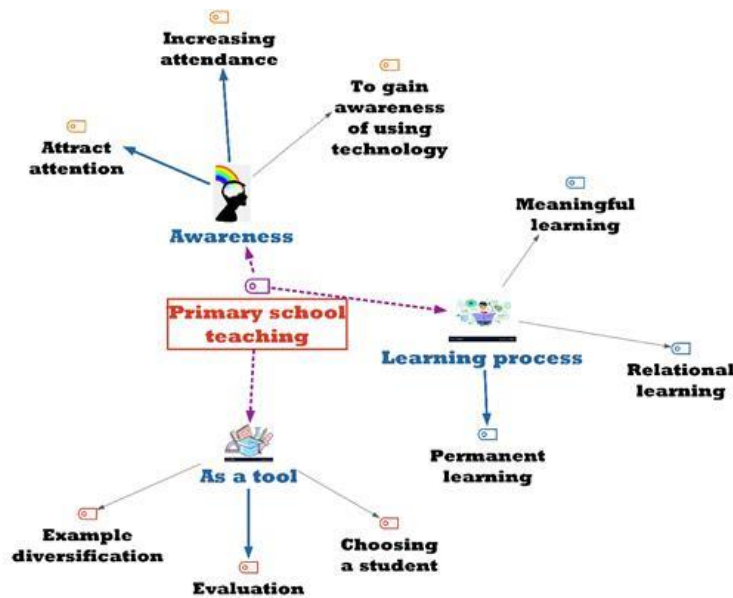 Increasing
attendance
To gain
awareness
of using
technology
Attract
attention
Awareness
Meaningful
learning
Primary school
teaching
Learning process
Relational
learning
Permanent
learning
As a tool
Example
diversification
Evaluation
Choosing
a student